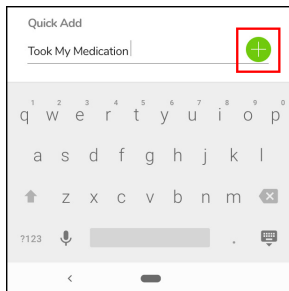 Quick Add
Took My Medication
1 2 3 4 5 6 7 8 9 0
q w e r t y u i o p
a s d f g h j k l
z x c v b n m
?123 .